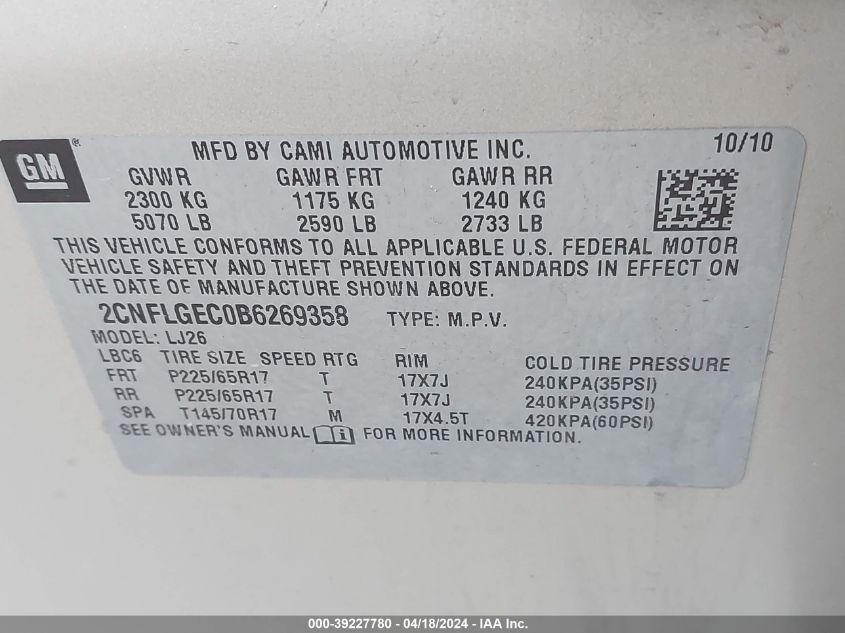 GM®
MFD BY CAMI AUTOMOTIVE INC. 10/10
GVWR GAWR FRT GAWR RR
2300 KG 1175 KG 1240 KG
5070 LB 2590 LB 2733 LB
THIS VEHICLE CONFORMS TO ALL APPLICABLE U.S. FEDERAL MOTOR
VEHICLE SAFETY AND THEFT PREVENTION STANDARDS IN EFFECT ON
THE DATE OF MANUFACTURE SHOWN ABOVE.
2CNFLGEC0B6269358 TYPE: M.P.V.
MODEL: LJ26
LBC6 TIRE SIZE SPEED RTG RIM COLD TIRE PRESSURE
FRT P225/65R17 T 17X7J 240KPA(35PSI)
RR P225/65R17 T 17X7J 240KPA(35PSI)
SPA T145/70R17 M 17X4.5T 420KPA(60PSI)
SEE OWNER'S MANUAL i FOR MORE INFORMATION.
000-39227780 - 04/18/2024 - IAA Inc.